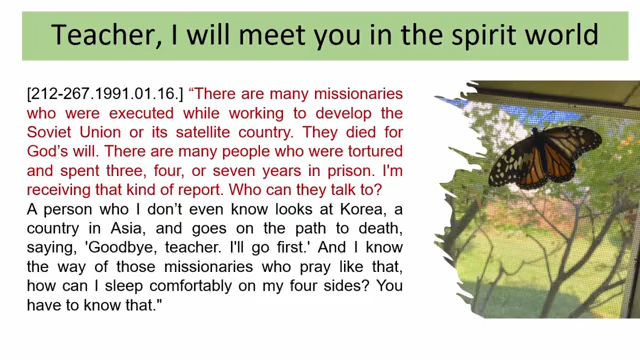 Teacher, I will meet you in the spirit world
[212-267.1991.01.16.] “There are many missionaries
who were executed while working to develop the
Soviet Union or its satellite country. They died for
God’s will. There are many people who were tortured
and spent three, four, or seven years in prison. I'm
receiving that kind of report. Who can they talk to?
A person who I don’t even know looks at Korea, a
country in Asia, and goes on the path to death,
saying, 'Goodbye, teacher. I'll go first.' And I know
the way of those missionaries who pray like that,
how can I sleep comfortably on my four sides? You
have to know that."